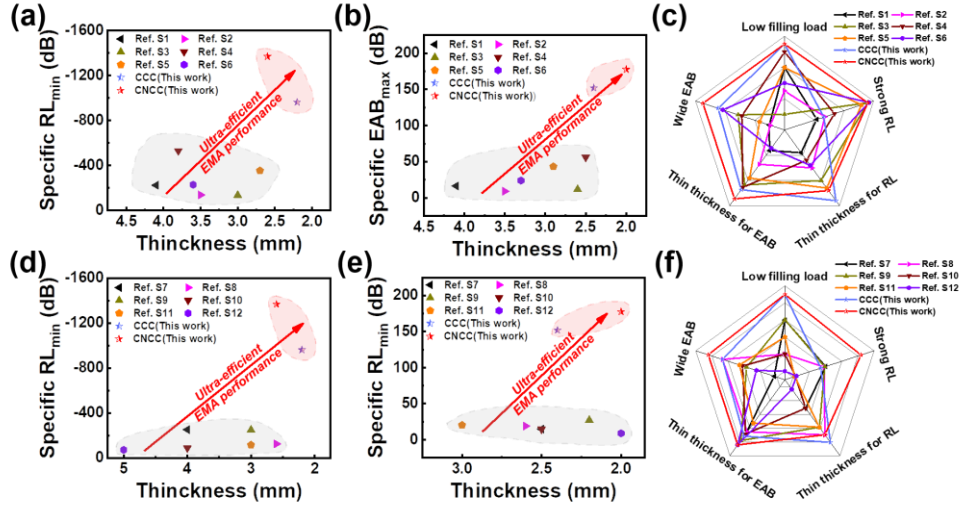 (a)
Specific RLmin (dB)
-1600
-1200
-800
-400
0
Ref. S1 Ref. S2
Ref. S3 Ref. S4
Ref. S5 Ref. S6
CCC(This work)
CNCC(This work)
Ultra-efficient
EMA performance
4.5 4.0 3.5 3.0 2.5 2.0
Thinckness (mm)
(b)
Specific EABmax (dB)
200
150
100
50
0
Ref. S1 Ref. S2
Ref. S3 Ref. S4
Ref. S5 Ref. S6
CCC(This work)
CNCC(This work))
Ultra-efficient
EMA performance
4.5 4.0 3.5 3.0 2.5 2.0
Thinckness (mm)
(c)
Ref. S1 Ref. S2
Ref. S3 Ref. S4
Ref. S5 Ref. S6
CCC(This work)
CNCC(This work)
Low filling load
Strong RL
Thin thickness for RL
Thin thickness for EAB
Wide EAB
(d)
Specific RLmin (dB)
-1600
-1200
-800
-400
0
Ref. S7 Ref. S8
Ref. S9 Ref. S10
Ref. S11 Ref. S12
CCC(This work)
CNCC(This work)
Ultra-efficient
EMA performance
5 4 3 2
Thinckness (mm)
(e)
Specific RLmin (dB)
200
150
100
50
0
Ref. S7 Ref. S8
Ref. S9 Ref. S10
Ref. S11 Ref. S12
CCC(This work)
CNCC(This work)
Ultra-efficient
EMA performance
3.0 2.5 2.0
Thinckness (mm)
(f)
Ref. S7 Ref. S8
Ref. S9 Ref. S10
Ref. S11 Ref. S12
CCC(This work)
CNCC(This work)
Low filling load
Strong RL
Thin thickness for RL
Thin thickness for EAB
Wide EAB